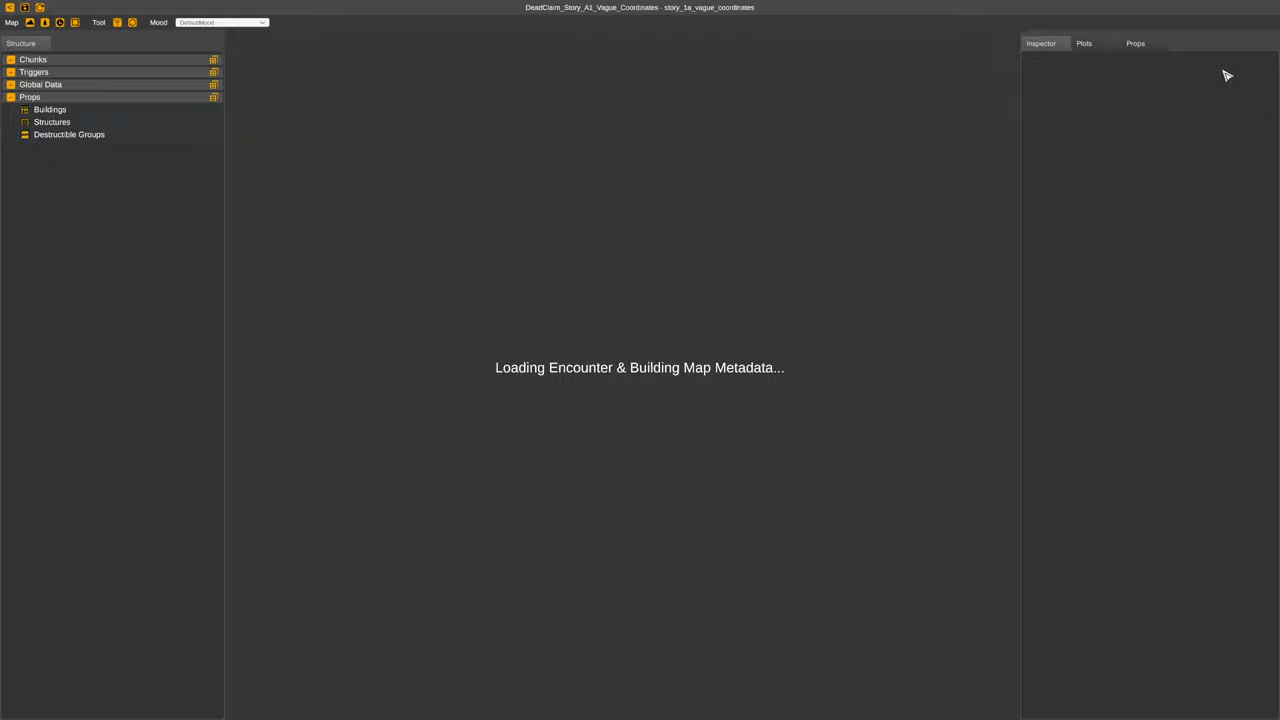 DeadClaim_Story_A1_Vague_Coordinates - story_1a_vague_coordinates
Map Tool Mood DefaultMood
Structure
Chunks
Triggers
Global Data
Props
Buildings
Structures
Destructible Groups
Loading Encounter & Building Map Metadata...
Inspector Plots Props